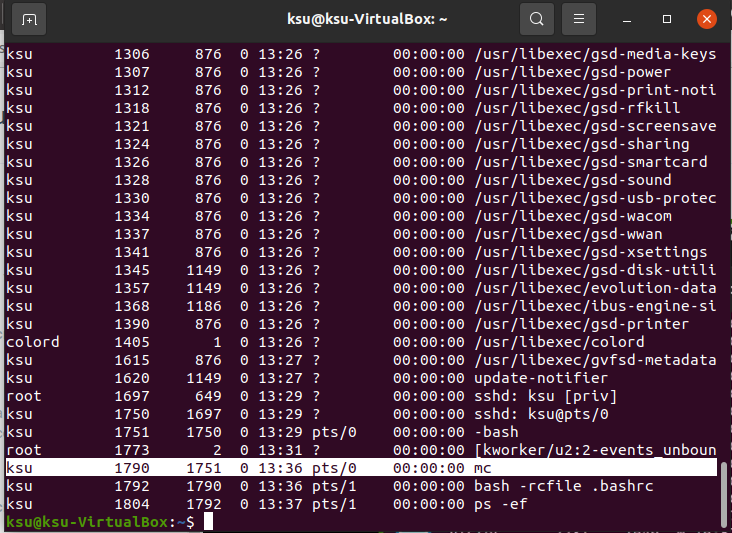 ksu@ksu-VirtualBox: ~
ksu 1306 876 0 13:26 ? 00:00:00 /usr/libexec/gsd-media-keys
ksu 1307 876 0 13:26 ? 00:00:00 /usr/libexec/gsd-power
ksu 1312 876 0 13:26 ? 00:00:00 /usr/libexec/gsd-print-noti
ksu 1318 876 0 13:26 ? 00:00:00 /usr/libexec/gsd-rfkill
ksu 1321 876 0 13:26 ? 00:00:00 /usr/libexec/gsd-screensave
ksu 1324 876 0 13:26 ? 00:00:00 /usr/libexec/gsd-sharing
ksu 1326 876 0 13:26 ? 00:00:00 /usr/libexec/gsd-smartcard
ksu 1328 876 0 13:26 ? 00:00:00 /usr/libexec/gsd-sound
ksu 1330 876 0 13:26 ? 00:00:00 /usr/libexec/gsd-usb-protec
ksu 1334 876 0 13:26 ? 00:00:00 /usr/libexec/gsd-wacom
ksu 1337 876 0 13:26 ? 00:00:00 /usr/libexec/gsd-wwan
ksu 1341 876 0 13:26 ? 00:00:00 /usr/libexec/gsd-xsettings
ksu 1345 1149 0 13:26 ? 00:00:00 /usr/libexec/gsd-disk-utili
ksu 1357 1149 0 13:26 ? 00:00:00 /usr/libexec/evolution-data
ksu 1368 1186 0 13:26 ? 00:00:00 /usr/libexec/ibus-engine-si
ksu 1390 876 0 13:26 ? 00:00:00 /usr/libexec/gsd-printer
colord 1405 1 0 13:26 ? 00:00:00 /usr/libexec/colord
ksu 1615 876 0 13:27 ? 00:00:00 /usr/libexec/gvfsd-metadata
ksu 1620 1149 0 13:27 ? 00:00:00 update-notifier
root 1697 649 0 13:29 ? 00:00:00 sshd: ksu [priv]
ksu 1750 1697 0 13:29 ? 00:00:00 sshd: ksu@pts/0
ksu 1751 1750 0 13:29 pts/0 00:00:00 -bash
root 1773 2 0 13:31 ? 00:00:00 [kworker/u2:2-events_unboun
ksu 1790 1751 0 13:36 pts/0 00:00:00 mc
ksu 1792 1790 0 13:36 pts/1 00:00:00 bash -rcfile .bashrc
ksu 1804 1792 0 13:37 pts/1 00:00:00 ps -ef
ksu@ksu-VirtualBox:~$